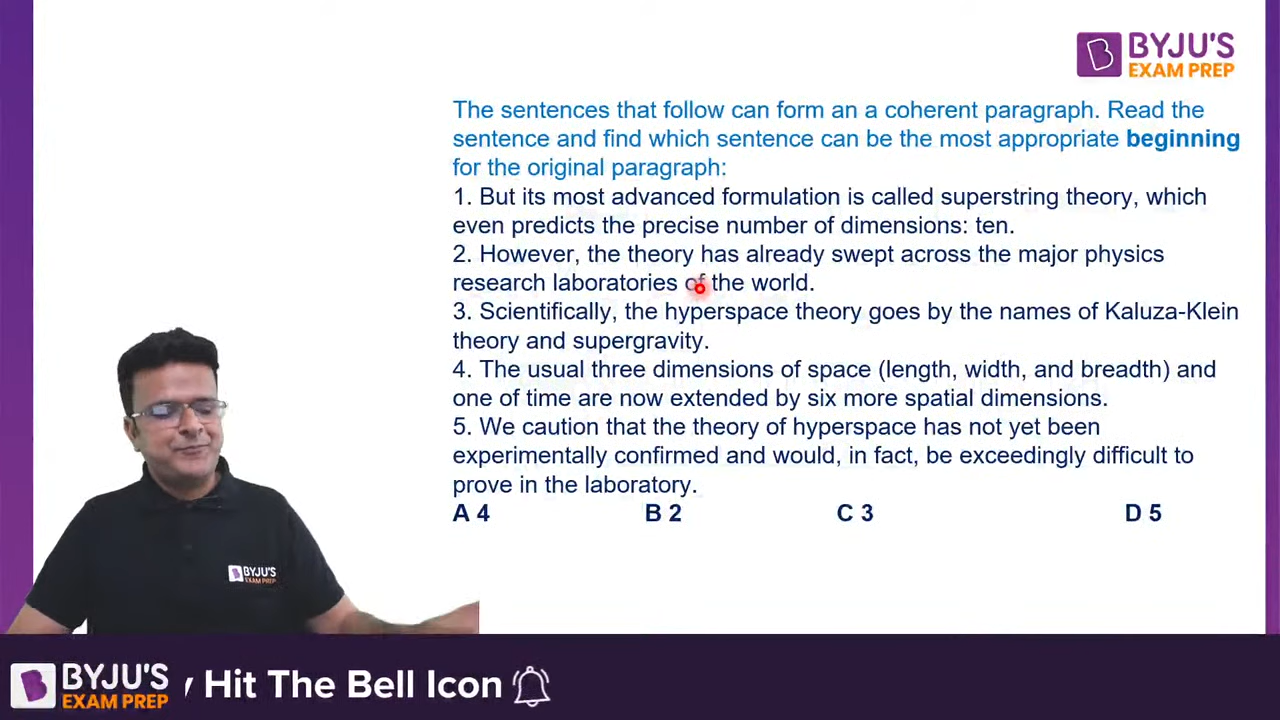 BYJU'S
EXAM PREP
The sentences that follow can form an a coherent paragraph. Read the
sentence and find which sentence can be the most appropriate beginning
for the original paragraph:
1. But its most advanced formulation is called superstring theory, which
even predicts the precise number of dimensions: ten.
2. However, the theory has already swept across the major physics
research laboratories of the world.
3. Scientifically, the hyperspace theory goes by the names of Kaluza-Klein
theory and supergravity.
4. The usual three dimensions of space (length, width, and breadth) and
one of time are now extended by six more spatial dimensions.
5. We caution that the theory of hyperspace has not yet been
experimentally confirmed and would, in fact, be exceedingly difficult to
prove in the laboratory.
A 4 B 2 C 3 D 5
BYJU'S
EXAM PREP
BYJU'S
EXAM PREP
y Hit The Bell Icon